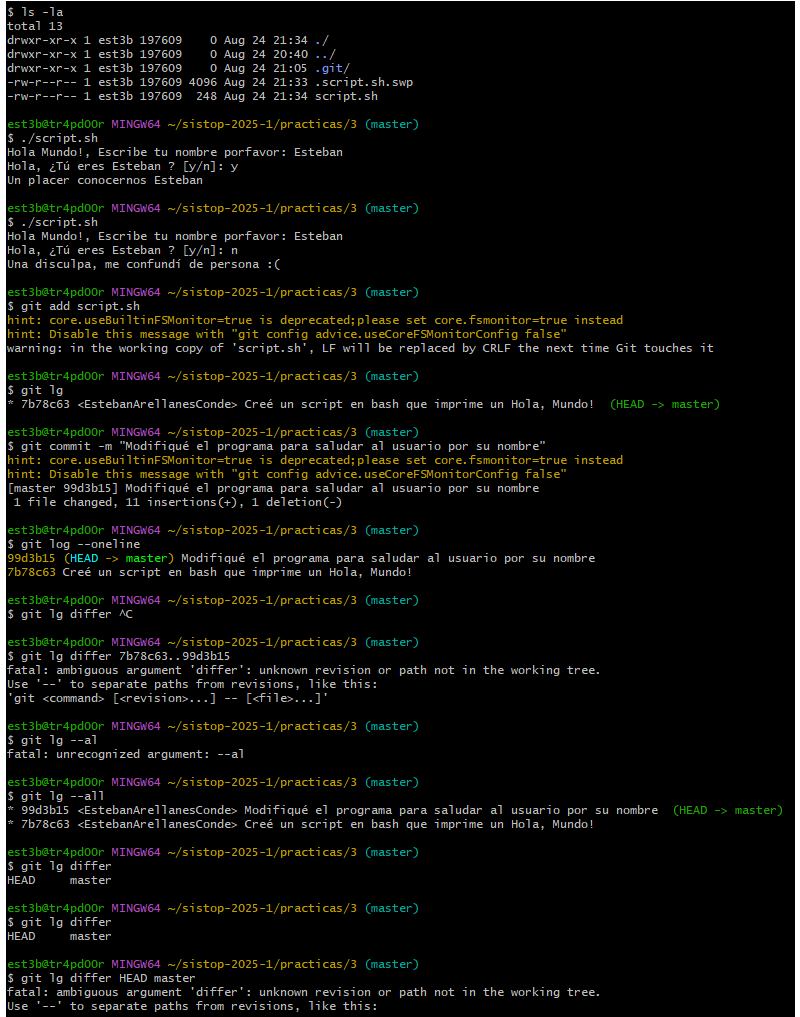 $ ls -la
total 13
drwxr-xr-x 1 est3b 197609    0 Aug 24 21:34 ./
drwxr-xr-x 1 est3b 197609    0 Aug 24 20:40 ../
drwxr-xr-x 1 est3b 197609    0 Aug 24 21:05 .git/
-rw-r--r-- 1 est3b 197609 4096 Aug 24 21:33 .script.sh.swp
-rw-r--r-- 1 est3b 197609  248 Aug 24 21:34 script.sh
est3b@tr4pd00r MINGW64 ~/sistop-2025-1/practicas/3 (master)
$ ./script.sh
Hola Mundo!, Escribe tu nombre porfavor: Esteban
Hola, ¿Tú eres Esteban ? [y/n]: y
Un placer conocernos Esteban
est3b@tr4pd00r MINGW64 ~/sistop-2025-1/practicas/3 (master)
$ ./script.sh
Hola Mundo!, Escribe tu nombre porfavor: Esteban
Hola, ¿Tú eres Esteban ? [y/n]: n
Una disculpa, me confundí de persona :(
est3b@tr4pd00r MINGW64 ~/sistop-2025-1/practicas/3 (master)
$ git add script.sh
hint: core.useBuiltinFSMonitor=true is deprecated;please set core.fsmonitor=true instead
hint: Disable this message with "git config advice.useCoreFSMonitorConfig false"
warning: in the working copy of 'script.sh', LF will be replaced by CRLF the next time Git touches it
est3b@tr4pd00r MINGW64 ~/sistop-2025-1/practicas/3 (master)
$ git lg
* 7b78c63 <EstebanArellanesConde> Creé un script en bash que imprime un Hola, Mundo!  (HEAD -> master)
est3b@tr4pd00r MINGW64 ~/sistop-2025-1/practicas/3 (master)
$ git commit -m "Modifiqué el programa para saludar al usuario por su nombre"
hint: core.useBuiltinFSMonitor=true is deprecated;please set core.fsmonitor=true instead
hint: Disable this message with "git config advice.useCoreFSMonitorConfig false"
[master 99d3b15] Modifiqué el programa para saludar al usuario por su nombre
 1 file changed, 11 insertions(+), 1 deletion(-)
est3b@tr4pd00r MINGW64 ~/sistop-2025-1/practicas/3 (master)
$ git log --oneline
99d3b15 (HEAD -> master) Modifiqué el programa para saludar al usuario por su nombre
7b78c63 Creé un script en bash que imprime un Hola, Mundo!
est3b@tr4pd00r MINGW64 ~/sistop-2025-1/practicas/3 (master)
$ git lg differ ^C
est3b@tr4pd00r MINGW64 ~/sistop-2025-1/practicas/3 (master)
$ git lg differ 7b78c63..99d3b15
fatal: ambiguous argument 'differ': unknown revision or path not in the working tree.
Use '--' to separate paths from revisions, like this:
'git <command> [<revision>...] -- [<file>...]'
est3b@tr4pd00r MINGW64 ~/sistop-2025-1/practicas/3 (master)
$ git lg --al
fatal: unrecognized argument: --al
est3b@tr4pd00r MINGW64 ~/sistop-2025-1/practicas/3 (master)
$ git lg --all
* 99d3b15 <EstebanArellanesConde> Modifiqué el programa para saludar al usuario por su nombre  (HEAD -> master)
* 7b78c63 <EstebanArellanesConde> Creé un script en bash que imprime un Hola, Mundo!
est3b@tr4pd00r MINGW64 ~/sistop-2025-1/practicas/3 (master)
$ git lg differ
HEAD     master
est3b@tr4pd00r MINGW64 ~/sistop-2025-1/practicas/3 (master)
$ git lg differ
HEAD     master
est3b@tr4pd00r MINGW64 ~/sistop-2025-1/practicas/3 (master)
$ git lg differ HEAD master
fatal: ambiguous argument 'differ': unknown revision or path not in the working tree.
Use '--' to separate paths from revisions, like this: